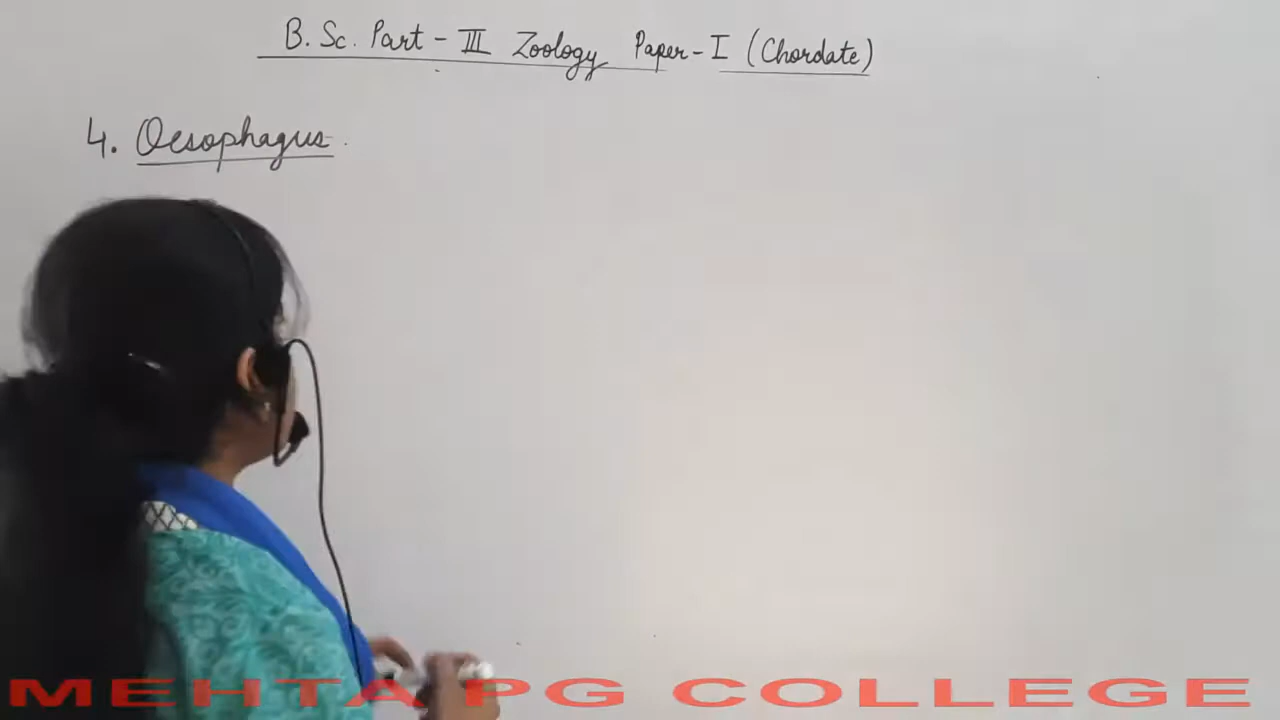 B.Sc. Part - III Zoology Paper - I (Chordate)
4. Oesophagus.
MEHTA PG COLLEGE